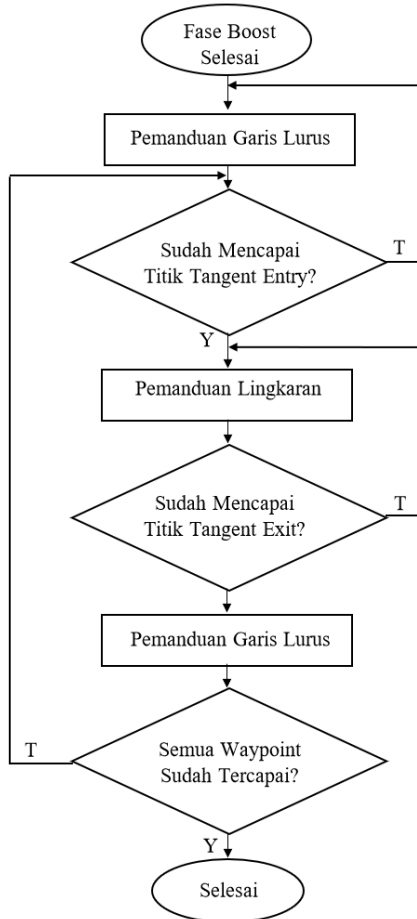 Fase Boost
Selesai
Pemanduan Garis Lurus
Sudah Mencapai
Titik Tangent Entry?
T
Y
Pemanduan Lingkaran
Sudah Mencapai
Titik Tangent Exit?
T
Pemanduan Garis Lurus
Semua Waypoint
Sudah Tercapai?
T
Y
Selesai